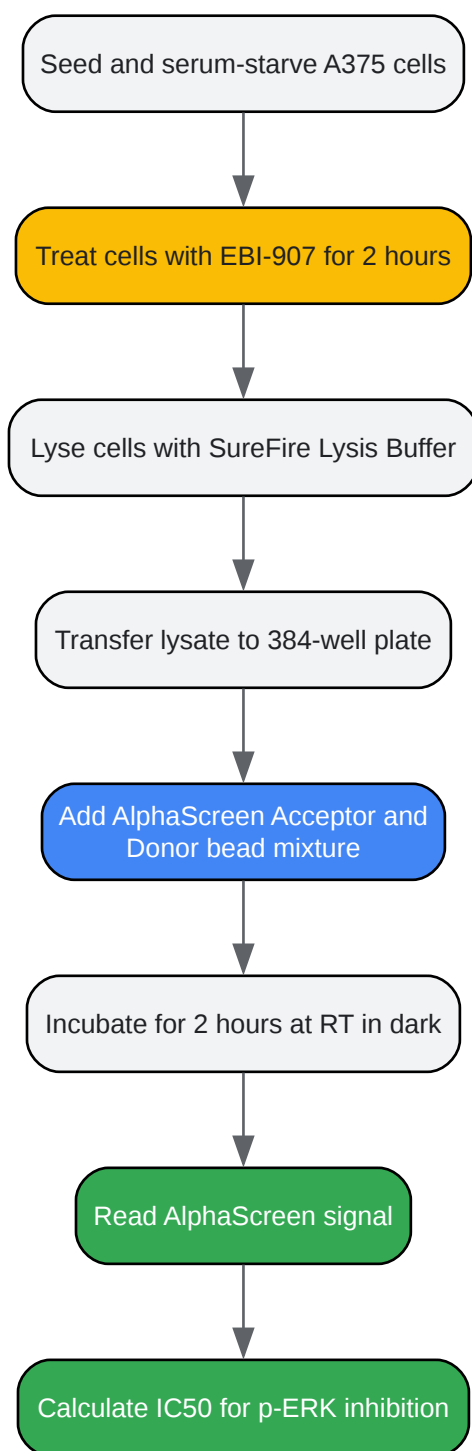 Seed and serum-starve A375 cells
Treat cells with EBI-907 for 2 hours
Lyse cells with SureFire Lysis Buffer
Transfer lysate to 384-well plate
Add AlphaScreen Acceptor and
Donor bead mixture
Incubate for 2 hours at RT in dark
Read AlphaScreen signal
Calculate IC50 for p-ERK inhibition